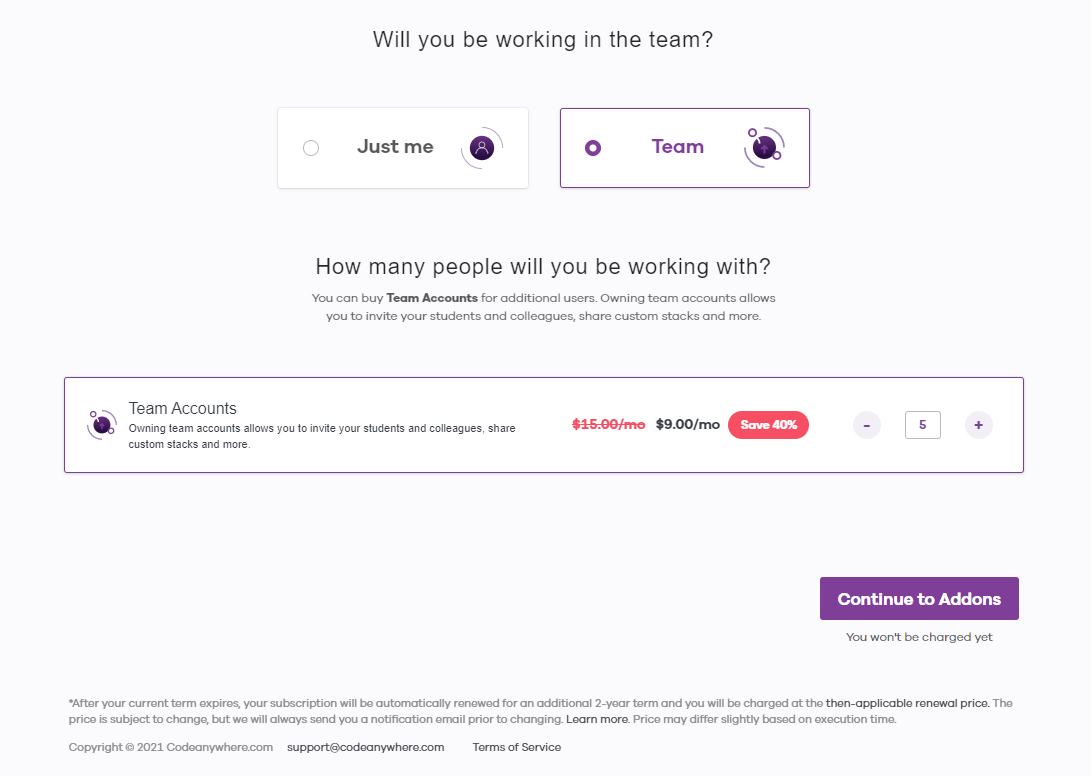 Will you be working in the team?
Just me
Team
How many people will you be working with?
You can buy Team Accounts for additional users. Owning team accounts allows
you to invite your students and colleagues, share custom stacks and more.
Team Accounts
Owning team accounts allows you to invite your students and colleagues, share
custom stacks and more.
$15.00/mo $9.00/mo Save 40%
- 5 +
Continue to Addons
You won't be charged yet
*After your current term expires, your subscription will be automatically renewed for an additional 2-year term and you will be charged at the then-applicable renewal price. The
price is subject to change, but we will always send you a notification email prior to changing. Learn more. Price may differ slightly based on execution time.
Copyright © 2021 Codeanywhere.com support@codeanywhere.com Terms of Service